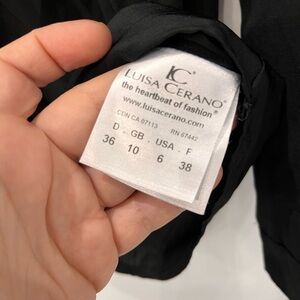 LC
LUISA CERANO®
the heartbeat of fashion®
www.luisacerano.com
CDN CA 07113 RN 67442
D - GB - USA - F
36 10 6 38